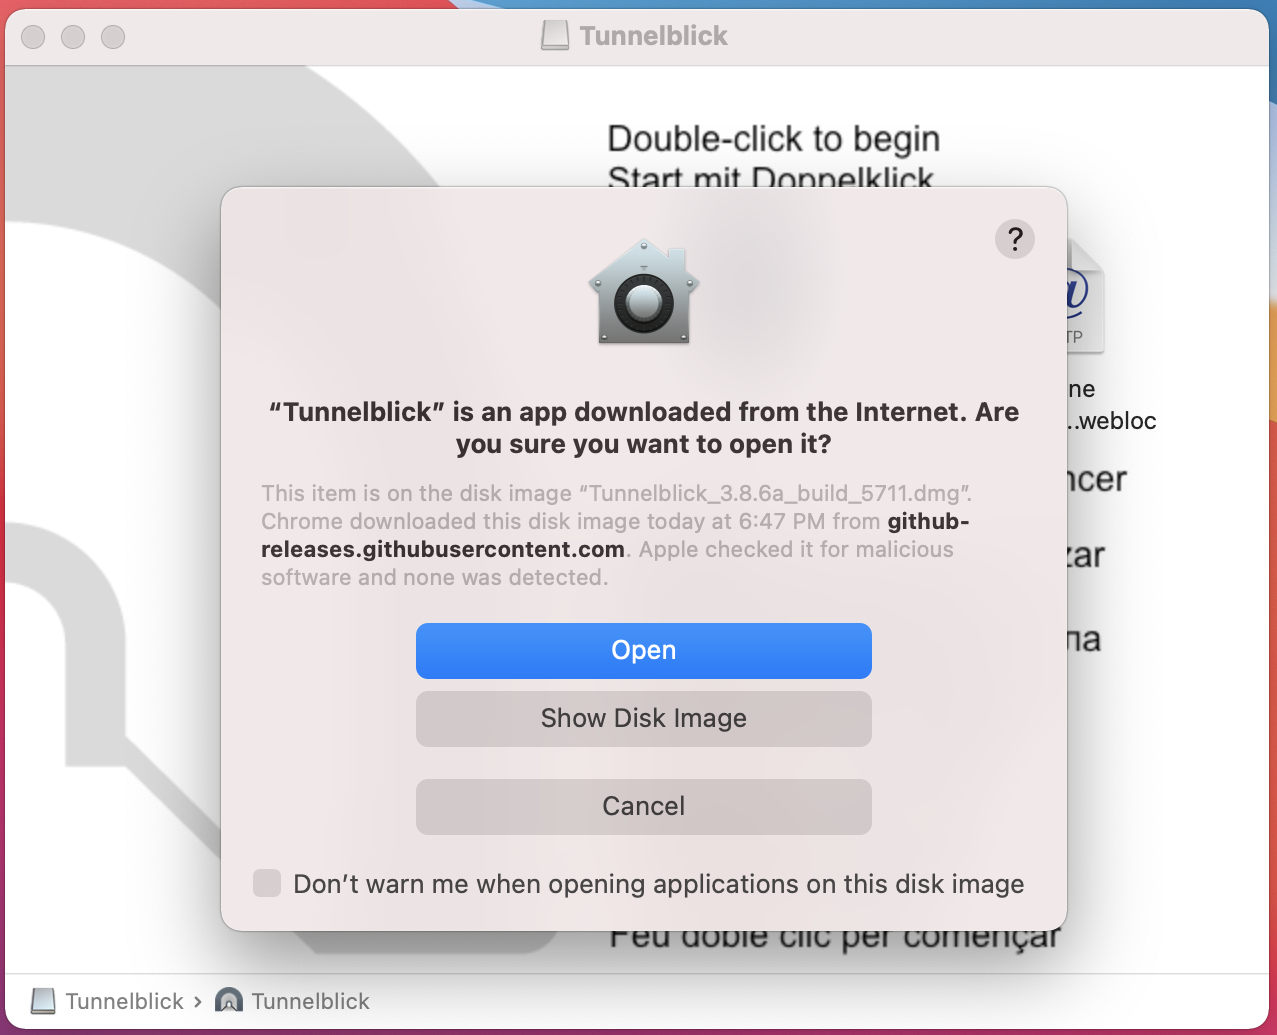 Tunnelblick
Double-click to begin
Start mit Doppelklick
?
“Tunnelblick” is an app downloaded from the Internet. Are
you sure you want to open it?
This item is on the disk image “Tunnelblick_3.8.6a_build_5711.dmg”.
Chrome downloaded this disk image today at 6:47 PM from github-
releases.githubusercontent.com. Apple checked it for malicious
software and none was detected.
Open
Show Disk Image
Cancel
Don’t warn me when opening applications on this disk image
@
TP
ne
...webloc
ncer
zar
ла
Feu doble clic per començar
Tunnelblick › Tunnelblick